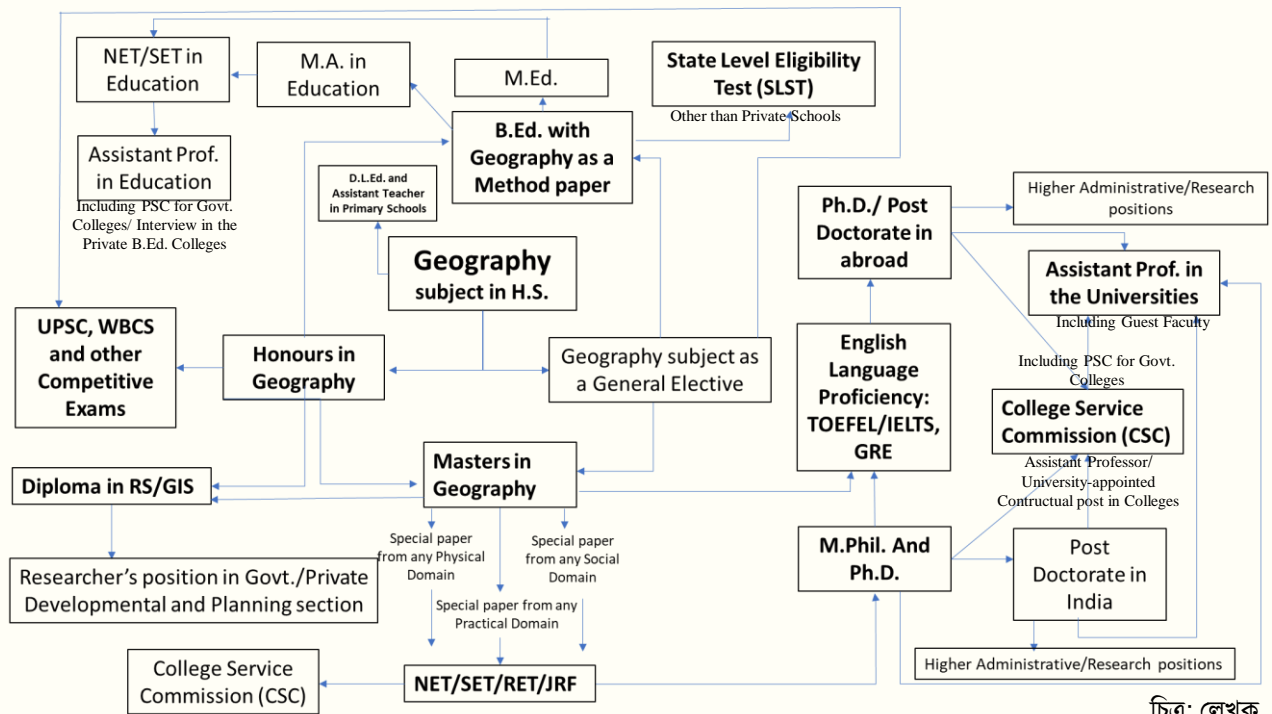 NET/SET in
Education
M.A. in
Education
M.Ed.
State Level Eligibility
Test (SLST)
Other than Private Schools
B.Ed. with
Geography as a
Method paper
Assistant Prof.
in Education
Including PSC for Govt.
Colleges/ Interview in the
Private B.Ed. Colleges
D.L.Ed. and
Assistant Teacher
in Primary Schools
Geography
subject in H.S.
UPSC, WBCS
and other
Competitive
Exams
Honours in
Geography
Geography subject as
a General Elective
Ph.D./ Post
Doctorate in
abroad
Higher Administrative/Research
positions
Assistant Prof. in
the Universities
Including Guest Faculty
English
Language
Proficiency:
TOEFEL/IELTS,
GRE
Including PSC for Govt.
Colleges
College Service
Commission (CSC)
Assistant Professor/
University-appointed
Contructual post in Colleges
Diploma in RS/GIS
Masters in
Geography
Special paper
from any Physical
Domain
Special paper
from any Social
Domain
Special paper from any
Practical Domain
Researcher's position in Govt./Private
Developmental and Planning section
M.Phil. And
Ph.D.
Post
Doctorate in
India
Higher Administrative/Research positions
College Service
Commission (CSC)
NET/SET/RET/JRF
চিত্র: লেখক